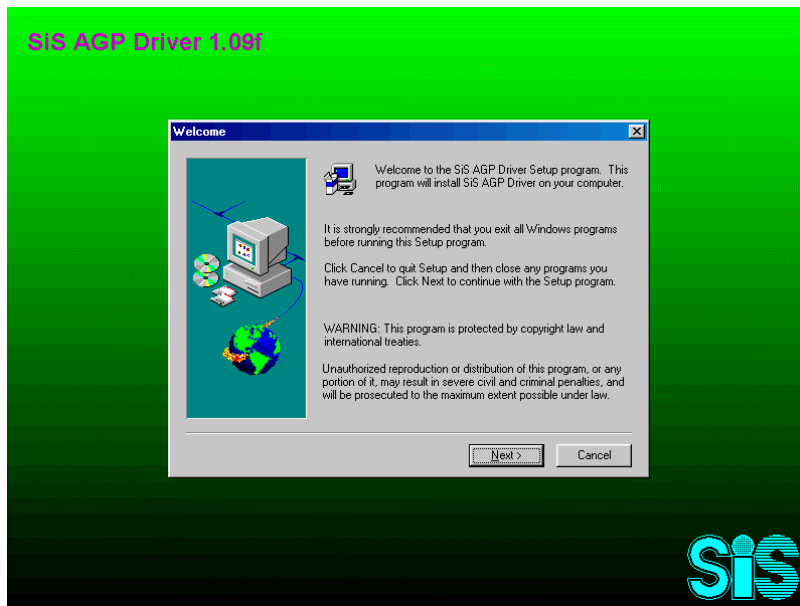 SiS AGP Driver 1.09f
Welcome
Welcome to the SiS AGP Driver Setup program. This
program will install SiS AGP Driver on your computer.
It is strongly recommended that you exit all Windows programs
before running this Setup program.
Click Cancel to quit Setup and then close any programs you
have running. Click Next to continue with the Setup program.
WARNING: This program is protected by copyright law and
international treaties.
Unauthorized reproduction or distribution of this program, or any
portion of it, may result in severe civil and criminal penalties, and
will be prosecuted to the maximum extent possible under law.
Next >
Cancel
SiS